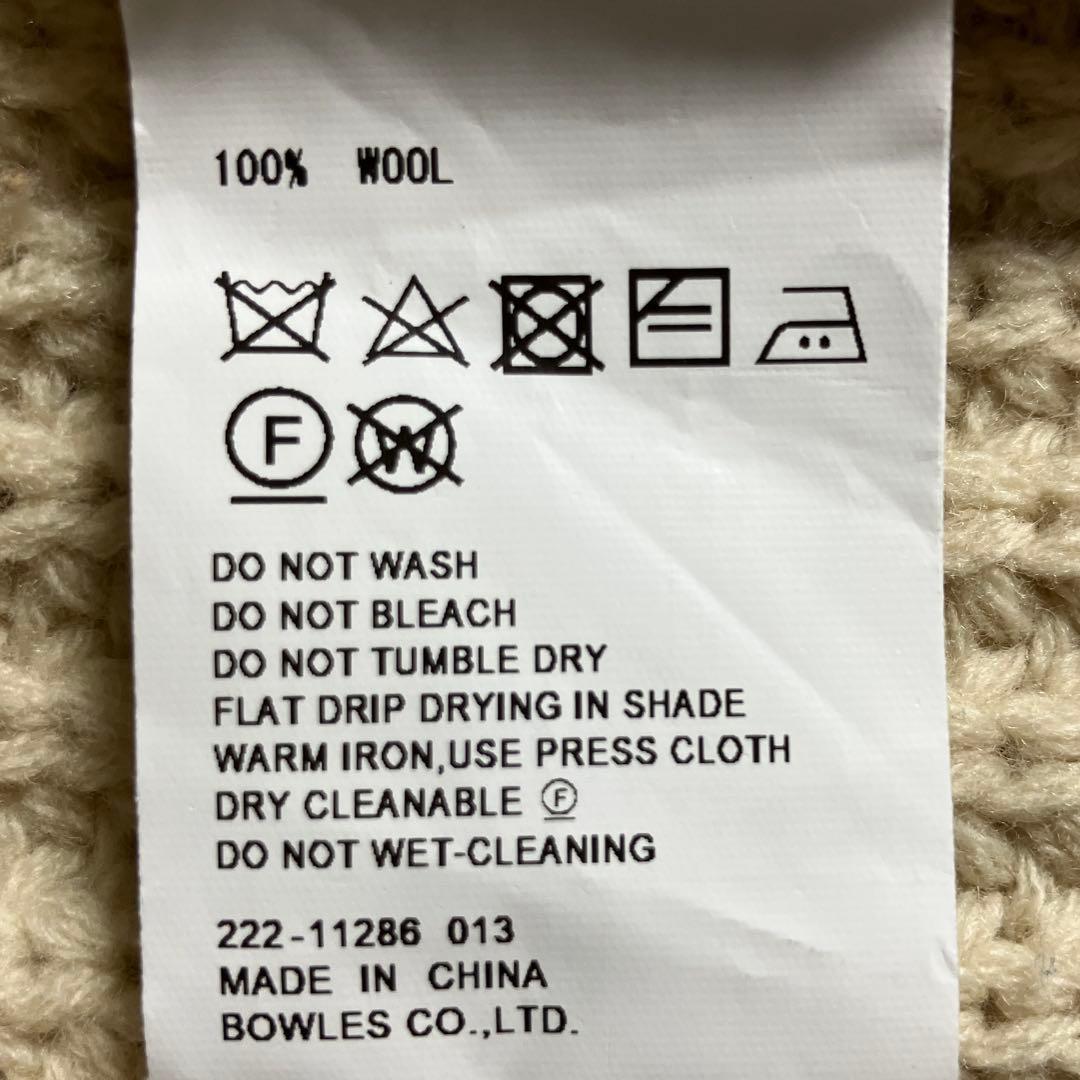 100% WOOL
F W
DO NOT WASH
DO NOT BLEACH
DO NOT TUMBLE DRY
FLAT DRIP DRYING IN SHADE
WARM IRON,USE PRESS CLOTH
DRY CLEANABLE Ⓕ
DO NOT WET-CLEANING
222-11286 013
MADE IN CHINA
BOWLES CO.,LTD.